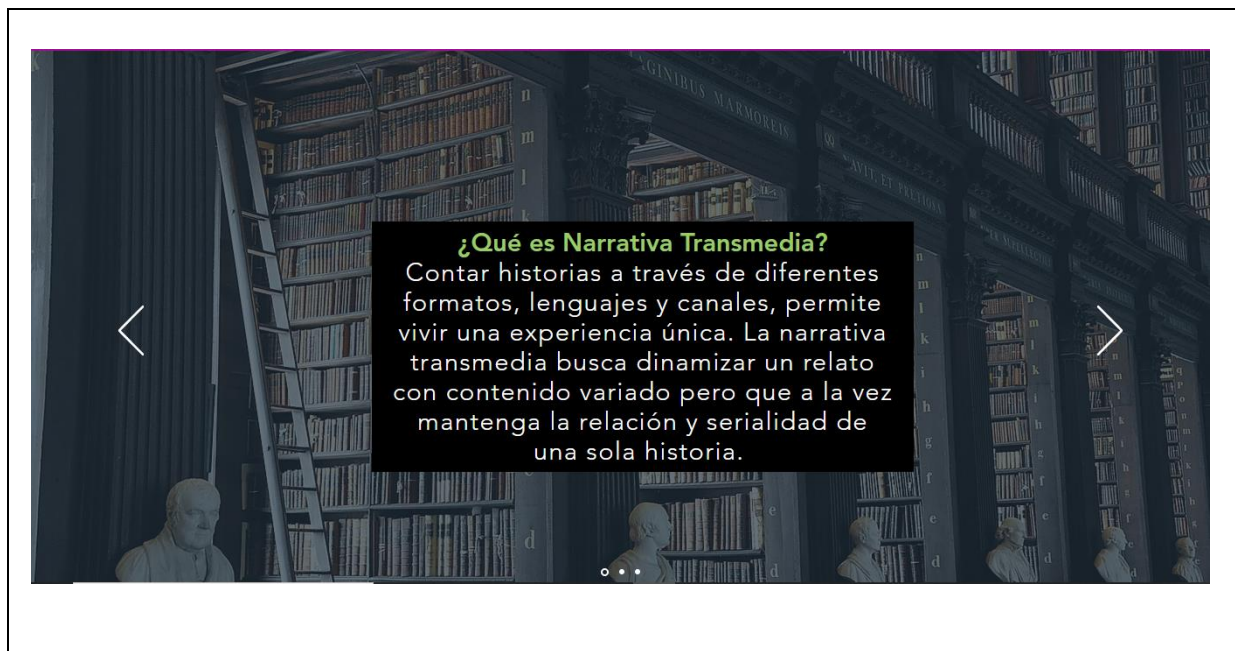 ¿Qué es Narrativa Transmedia?
Contar historias a través de diferentes
formatos, lenguajes y canales, permite
vivir una experiencia única. La narrativa
transmedia busca dinamizar un relato
con contenido variado pero que a la vez
mantenga la relación y serialidad de
una sola historia.
AGINIBUS MARMOREIS
n
m
l
k
d
e
n
m
l
k
i
h
g
f
e
d